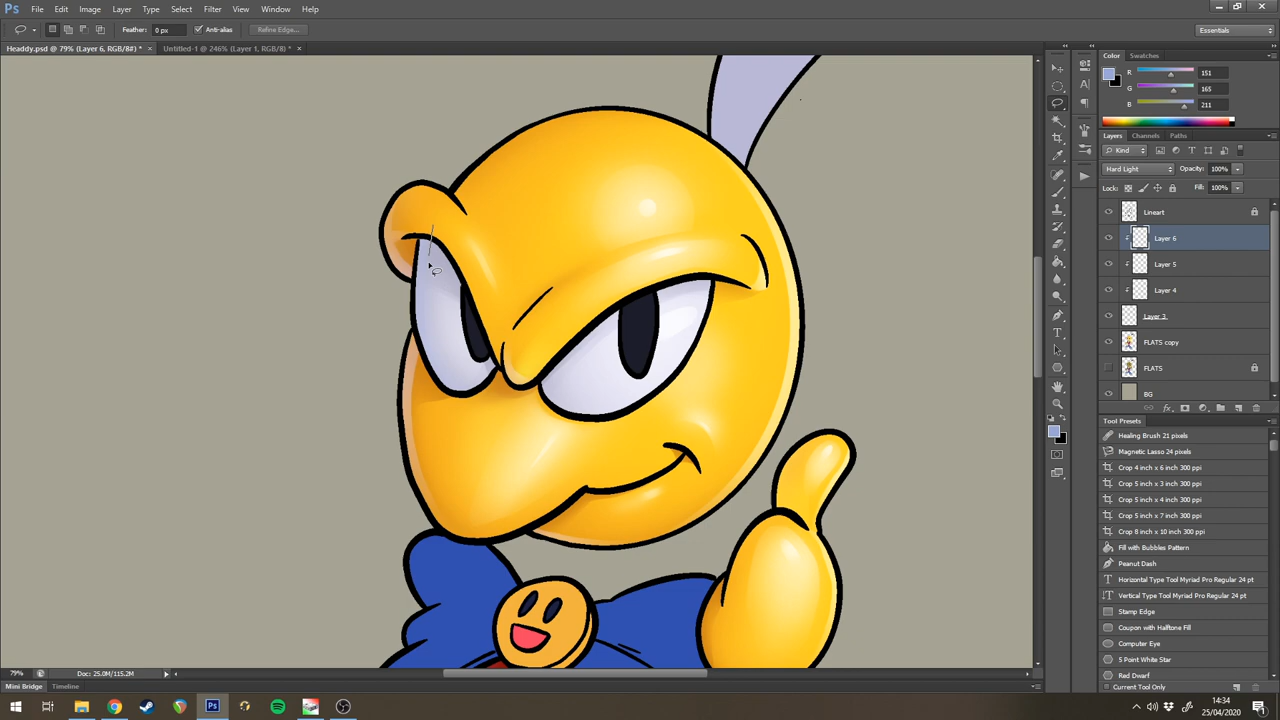 Ps File Edit Image Layer Type Select Filter View Window Help
Feather: 0 px Anti-alias Refine Edge... Essentials
Headdy.psd @ 79% (Layer 6, RGB/8#) * × Untitled-1 @ 246% (Layer 1, RGB/8) * ×
Color Swatches
R 151
G 165
B 211
Layers Channels Paths
Kind
Hard Light Opacity: 100%
Lock: Fill: 100%
Lineart
Layer 6
Layer 5
Layer 4
Layer 3
FLATS copy
FLATS
BG
Tool Presets
Healing Brush 21 pixels
Magnetic Lasso 24 pixels
Crop 4 inch x 6 inch 300 ppi
Crop 5 inch x 3 inch 300 ppi
Crop 5 inch x 4 inch 300 ppi
Crop 5 inch x 7 inch 300 ppi
Crop 8 inch x 10 inch 300 ppi
Fill with Bubbles Pattern
Peanut Dash
Horizontal Type Tool Myriad Pro Regular 24 pt
Vertical Type Tool Myriad Pro Regular 24 pt
Stamp Edge
Coupon with Halftone Fill
Computer Eye
5 Point White Star
Red Dwarf
Current Tool Only
79% Doc: 25.0M/115.2M
Mini Bridge Timeline
14:34
25/04/2020